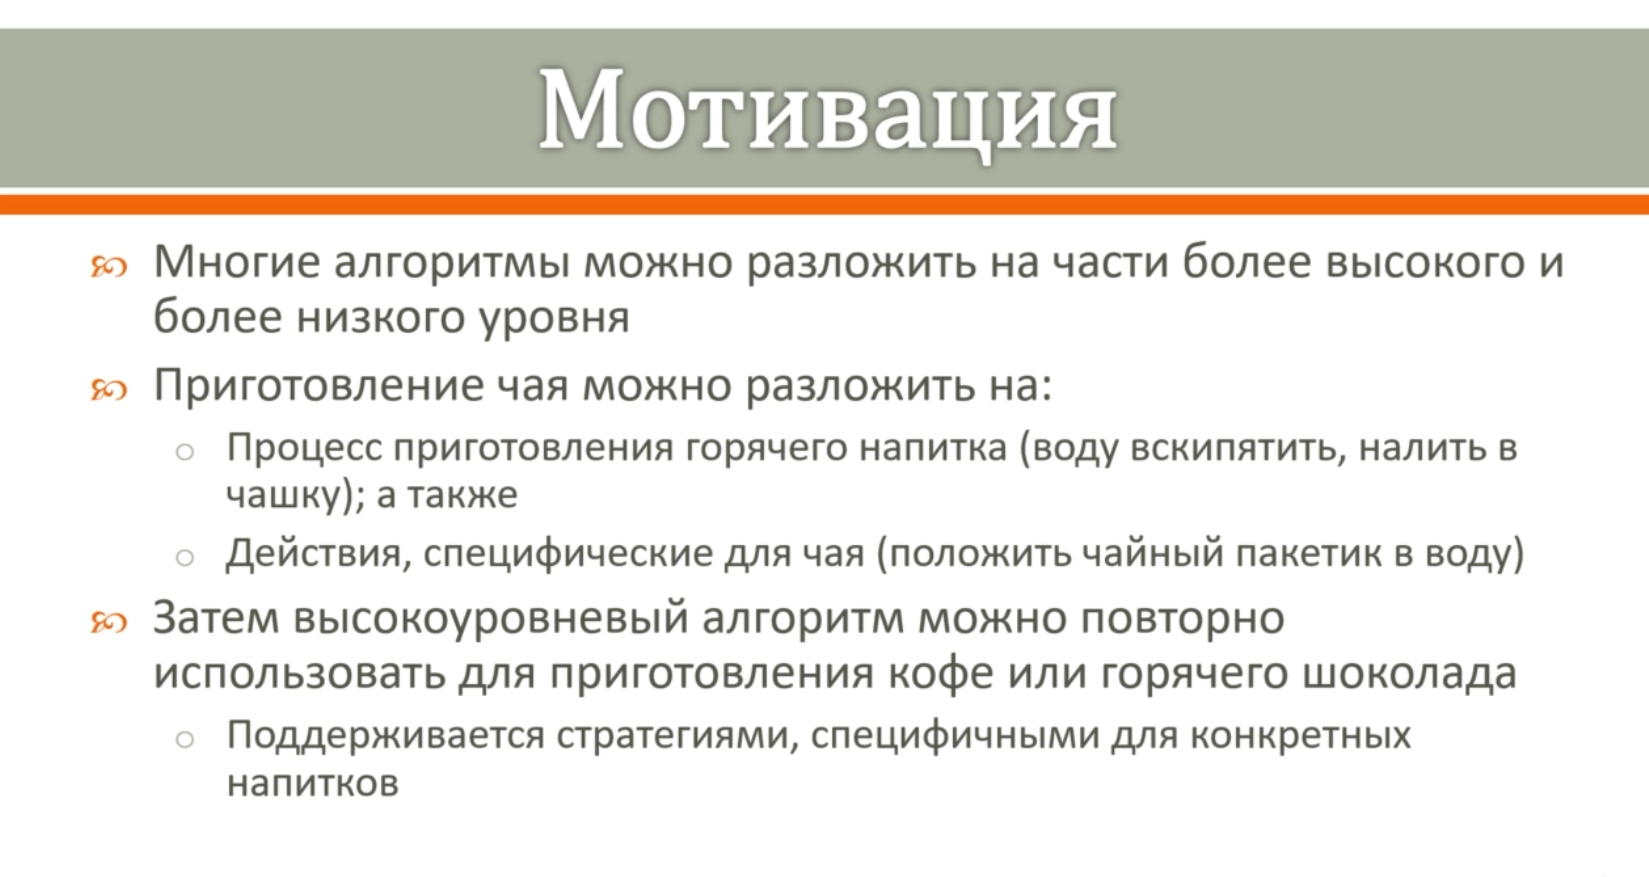 Мотивация
Многие алгоритмы можно разложить на части более высокого и
более низкого уровня
Приготовление чая можно разложить на:
Процесс приготовления горячего напитка (воду вскипятить, налить в
чашку); а также
Действия, специфические для чая (положить чайный пакетик в воду)
Затем высокоуровневый алгоритм можно повторно
использовать для приготовления кофе или горячего шоколада
Поддерживается стратегиями, специфичными для конкретных
напитков